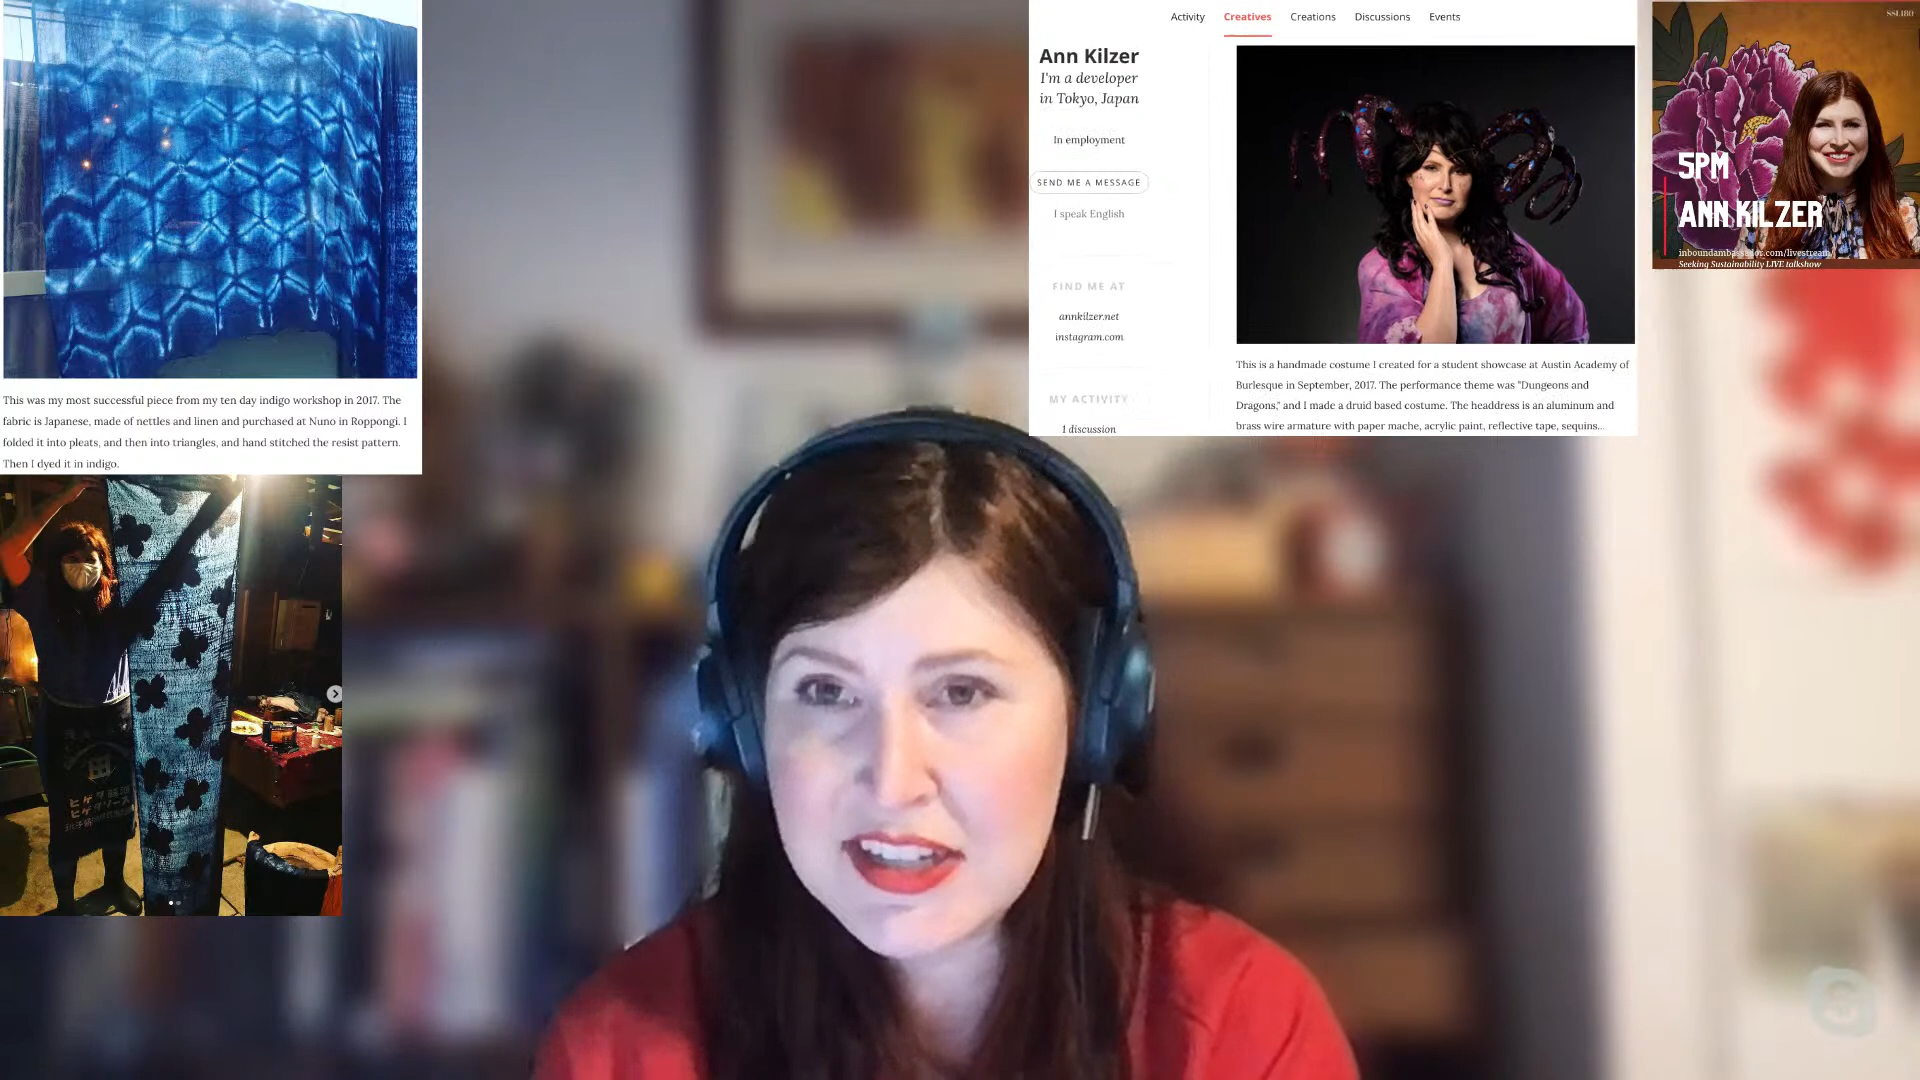 This was my most successful piece from my ten day indigo workshop in 2017. The
fabric is Japanese, made of nettles and linen and purchased at Nuno in Roppongi. I
folded it into pleats, and then into triangles, and hand stitched the resist pattern.
Then I dyed it in indigo.
Activity Creatives Creations Discussions Events
Ann Kilzer
I'm a developer
in Tokyo, Japan
In employment
SEND ME A MESSAGE
I speak English
FIND ME AT
annkilzer.net
instagram.com
MY ACTIVITY
1 discussion
This is a handmade costume I created for a student showcase at Austin Academy of
Burlesque in September, 2017. The performance theme was "Dungeons and
Dragons," and I made a druid based costume. The headdress is an aluminum and
brass wire armature with paper mache, acrylic paint, reflective tape, sequins...
SSL180
5PM
ANN KILZER
inboundambassador.com/livestream/
Seeking Sustainability LIVE talkshow
S